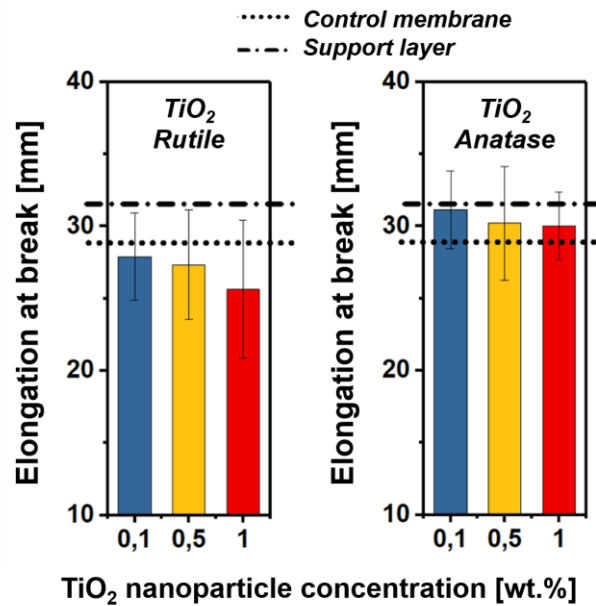 Control membrane
Support layer
Elongation at break [mm]
40
30
20
10
TiO₂
Rutile
0,1
0,5
1
Elongation at break [mm]
40
30
20
10
TiO₂
Anatase
0,1
0,5
1
TiO₂ nanoparticle concentration [wt.%]